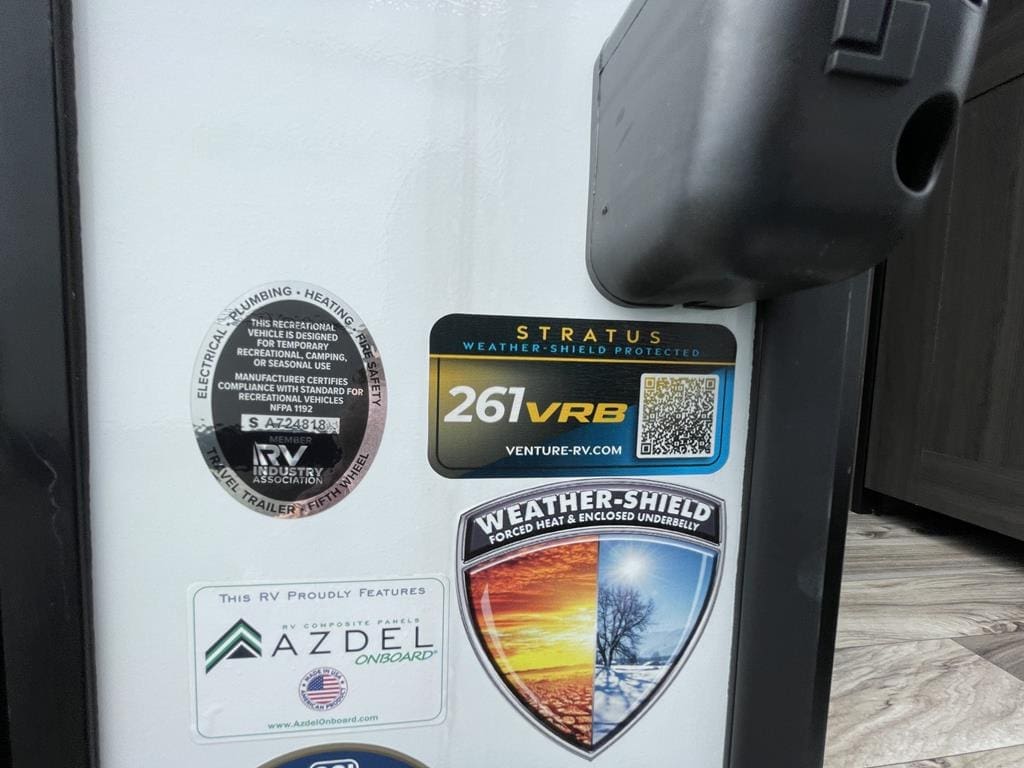 ELECTRICAL • PLUMBING • HEATING • FIRE SAFETY
THIS RECREATIONAL
VEHICLE IS DESIGNED
FOR TEMPORARY
RECREATIONAL, CAMPING,
OR SEASONAL USE
MANUFACTURER CERTIFIES
COMPLIANCE WITH STANDARD FOR
RECREATIONAL VEHICLES
NFPA 1192
S A724818
MEMBER
RV
INDUSTRY
ASSOCIATION
TRAVEL TRAILER • FIFTH WHEEL
STRATUS
WEATHER-SHIELD PROTECTED
261VRB
VENTURE-RV.COM
WEATHER-SHIELD
FORCED HEAT & ENCLOSED UNDERBELLY
THIS RV PROUDLY FEATURES
RV COMPOSITE PANELS
AZDEL
ONBOARD®
MADE IN USA
AMERICAN PRODUCT
www.AzdelOnboard.com